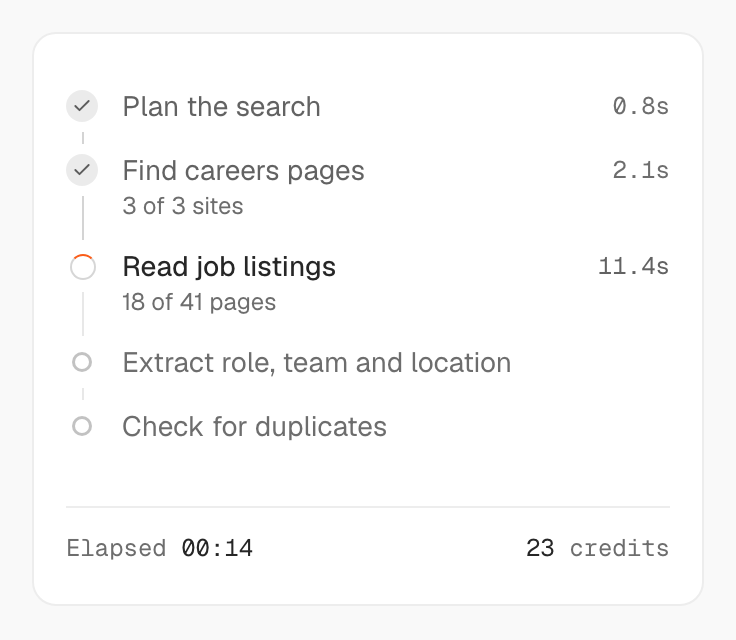 Plan the search 0.8s
Find careers pages 2.1s
3 of 3 sites
Read job listings 11.4s
18 of 41 pages
Extract role, team and location
Check for duplicates
Elapsed 00:14 23 credits